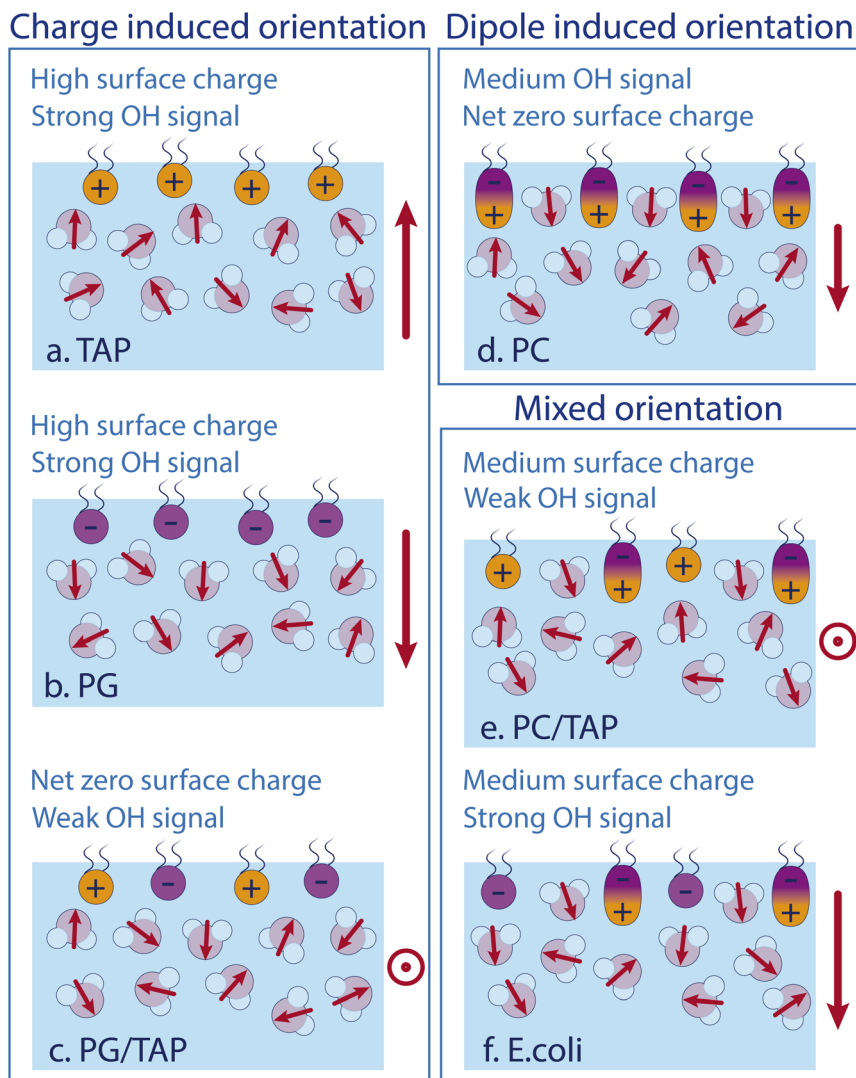 Charge induced orientation
High surface charge
Strong OH signal
+ + + +
a. TAP
High surface charge
Strong OH signal
- - - -
b. PG
Net zero surface charge
Weak OH signal
+ - + -
c. PG/TAP
Dipole induced orientation
Medium OH signal
Net zero surface charge
- - - -
+ + + +
d. PC
Mixed orientation
Medium surface charge
Weak OH signal
+ - + -
+ +
e. PC/TAP
Medium surface charge
Strong OH signal
- - - -
+ +
f. E.coli